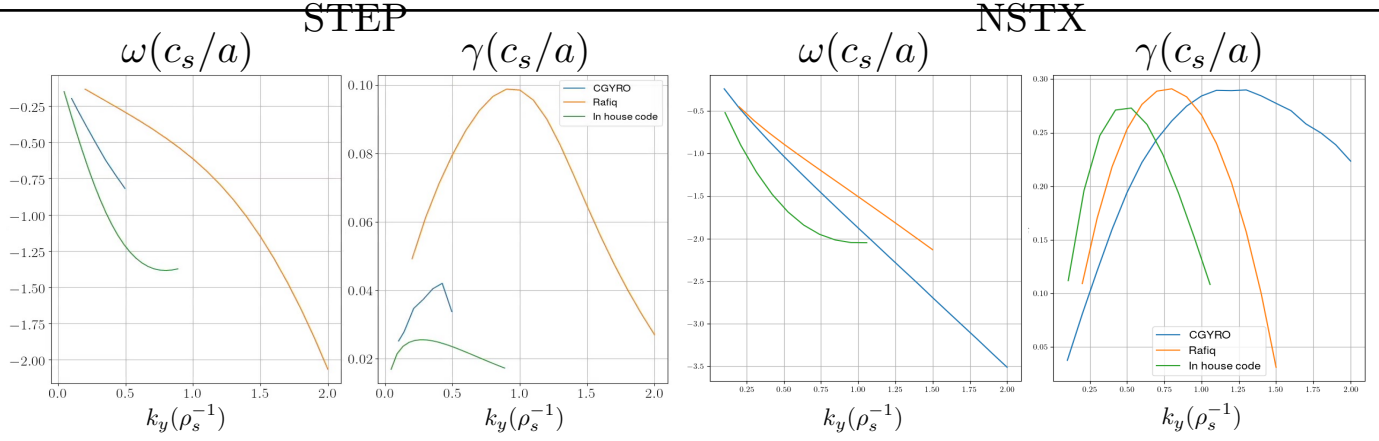 STEP
NSTX
ω(c_s/a)
γ(c_s/a)
ω(c_s/a)
γ(c_s/a)
−0.25
−0.50
−0.75
−1.00
−1.25
−1.50
−1.75
−2.00
0.0 0.5 1.0 1.5 2.0
k_y(ρ_s^{-1})
0.10
0.08
0.06
0.04
0.02
CGYRO
Rafiq
In house code
0.0 0.5 1.0 1.5 2.0
k_y(ρ_s^{-1})
−0.5
−1.0
−1.5
−2.0
−2.5
−3.0
−3.5
0.25 0.50 0.75 1.00 1.25 1.50 1.75 2.00
k_y(ρ_s^{-1})
0.30
0.25
0.20
0.15
0.10
0.05
CGYRO
Rafiq
In house code
0.25 0.50 0.75 1.00 1.25 1.50 1.75 2.00
k_y(ρ_s^{-1})